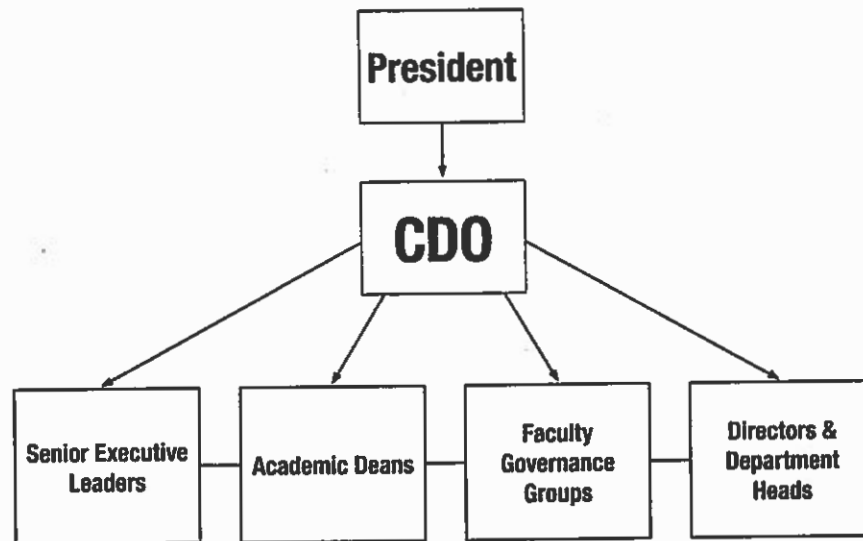 President
CDO
Senior Executive
Leaders
Academic Deans
Faculty
Governance
Groups
Directors &
Department
Heads